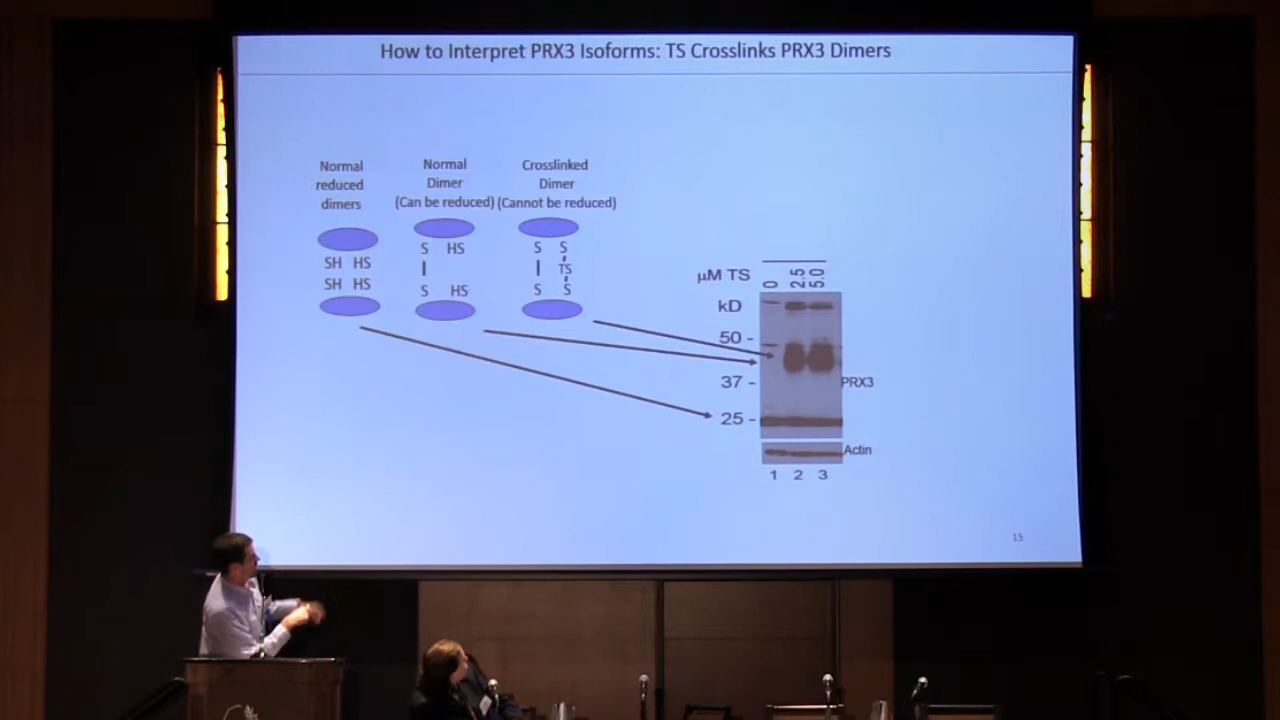 How to Interpret PRX3 Isoforms: TS Crosslinks PRX3 Dimers
Normal
reduced
dimers
Normal
Dimer
(Can be reduced)
Crosslinked
Dimer
(Cannot be reduced)
SH HS
SH HS
S HS
S HS
S S
TS
S S
µM TS
0
2.5
5.0
kD
50 -
37 -
25 -
PRX3
Actin
1 2 3
15